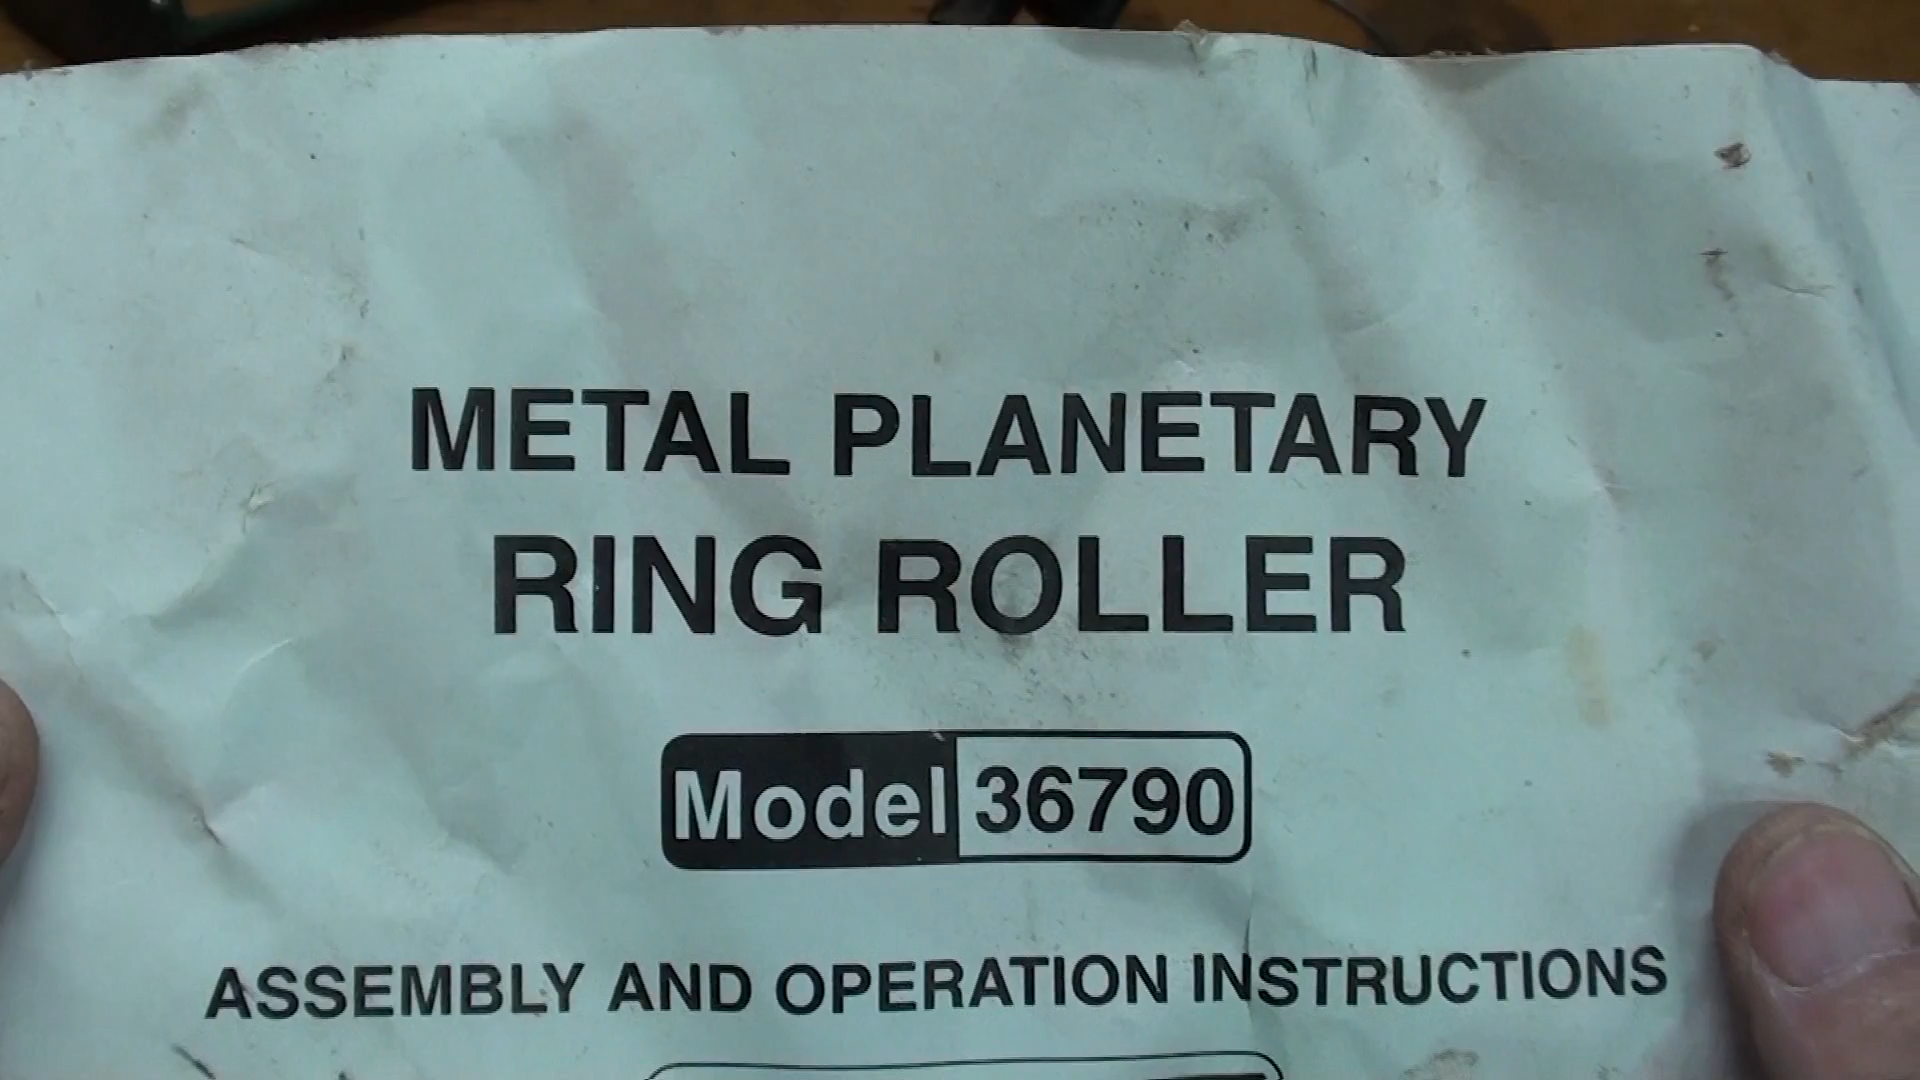 METAL PLANETARY
RING ROLLER
Model 36790
ASSEMBLY AND OPERATION INSTRUCTIONS